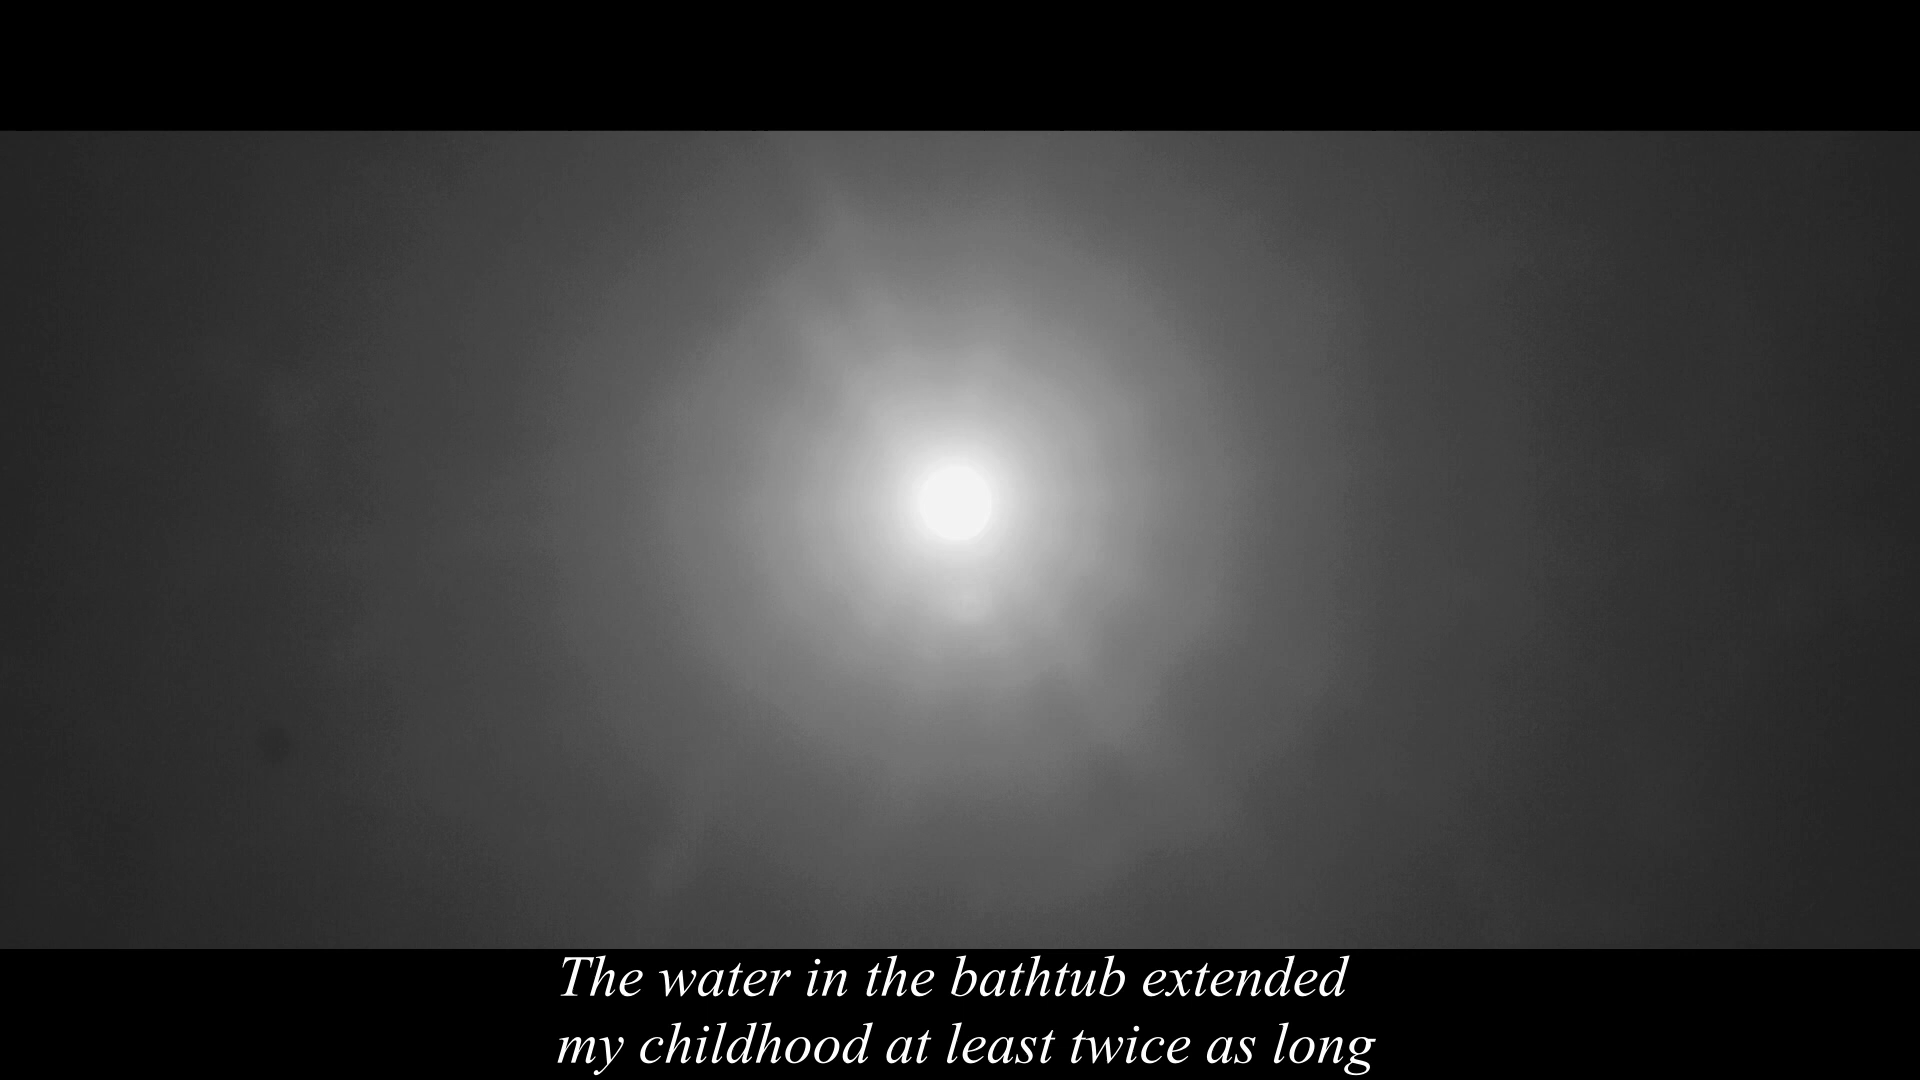 The water in the bathtub extended
my childhood at least twice as long